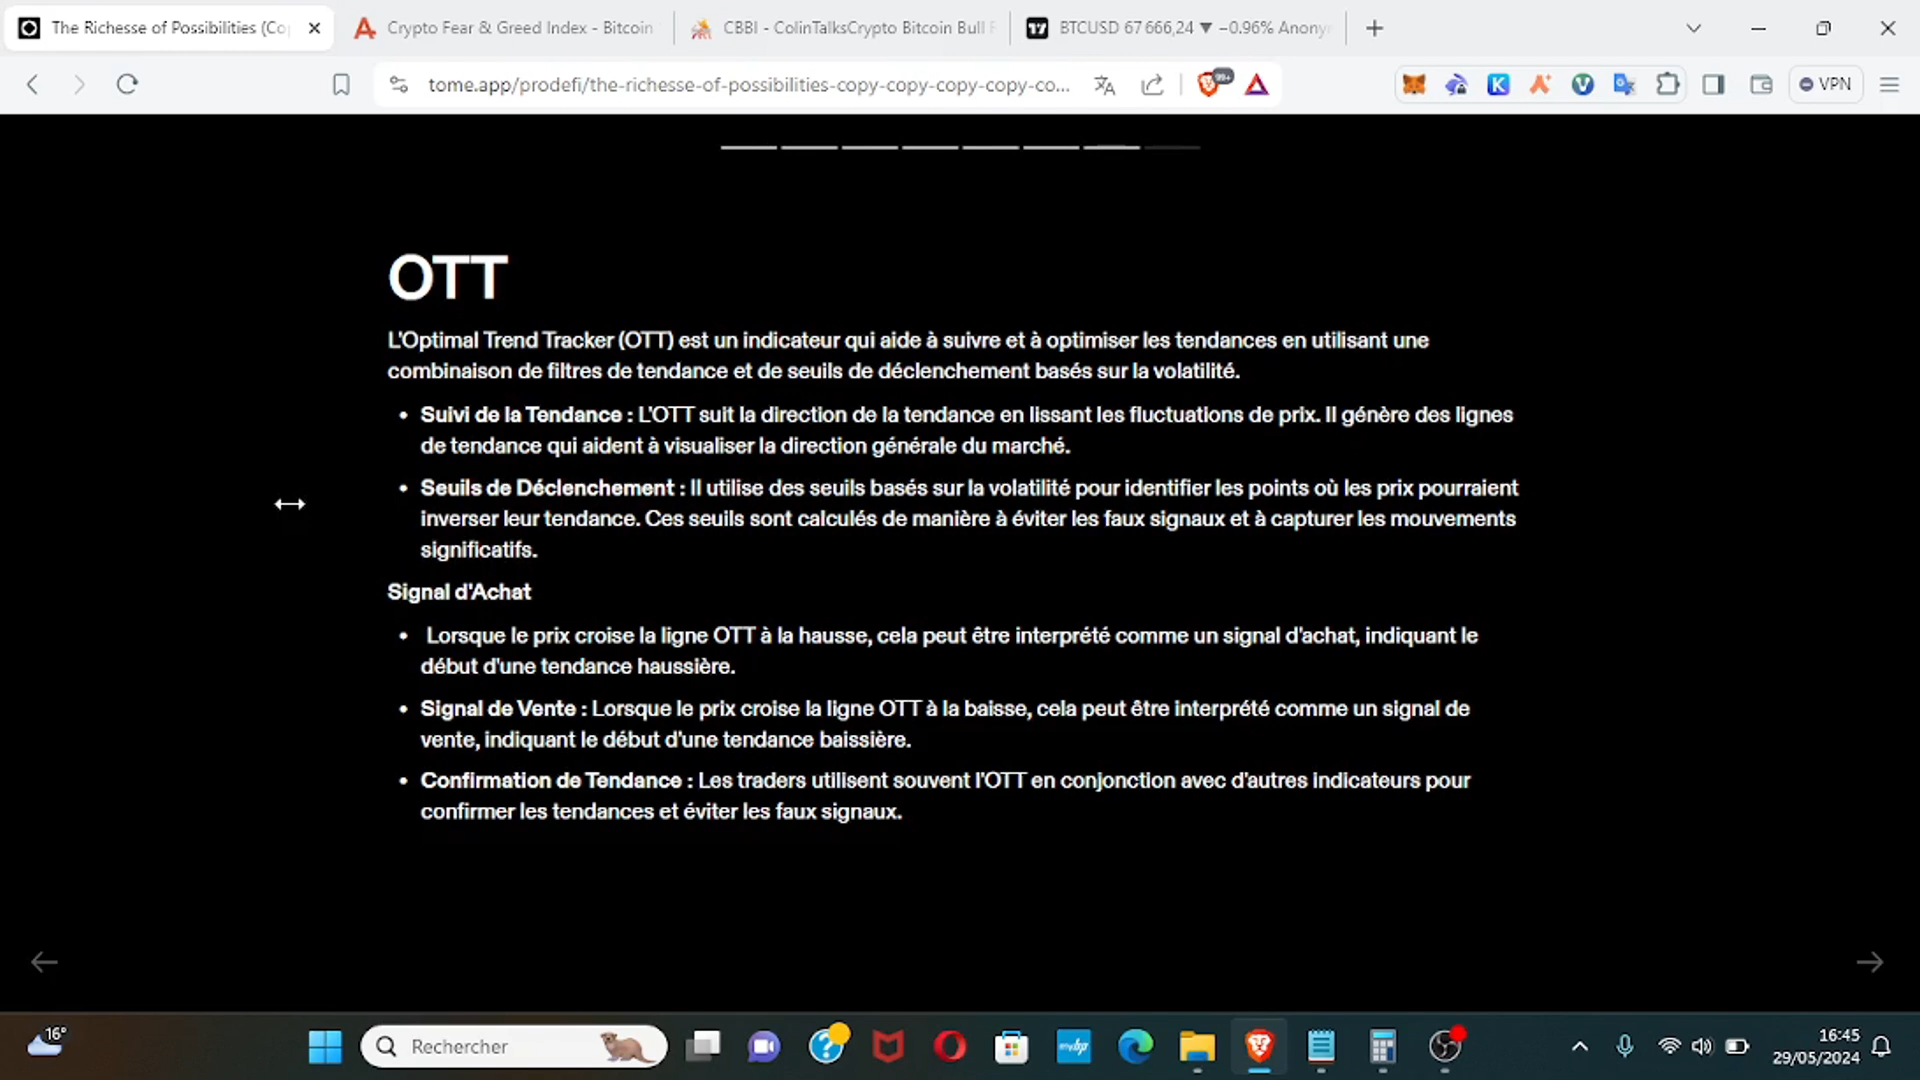 The Richesse of Possibilities (Co
Crypto Fear & Greed Index - Bitcoin
CBBI - ColinTalksCrypto Bitcoin Bull
BTCUSD 67 666,24 ▼ −0.96% Anony
tome.app/prodefi/the-richesse-of-possibilities-copy-copy-copy-copy-co...
99+
VPN
OTT
L'Optimal Trend Tracker (OTT) est un indicateur qui aide à suivre et à optimiser les tendances en utilisant une
combinaison de filtres de tendance et de seuils de déclenchement basés sur la volatilité.
• Suivi de la Tendance : L'OTT suit la direction de la tendance en lissant les fluctuations de prix. Il génère des lignes
de tendance qui aident à visualiser la direction générale du marché.
• Seuils de Déclenchement : Il utilise des seuils basés sur la volatilité pour identifier les points où les prix pourraient
inverser leur tendance. Ces seuils sont calculés de manière à éviter les faux signaux et à capturer les mouvements
significatifs.
Signal d'Achat
• Lorsque le prix croise la ligne OTT à la hausse, cela peut être interprété comme un signal d'achat, indiquant le
début d'une tendance haussière.
• Signal de Vente : Lorsque le prix croise la ligne OTT à la baisse, cela peut être interprété comme un signal de
vente, indiquant le début d'une tendance baissière.
• Confirmation de Tendance : Les traders utilisent souvent l'OTT en conjonction avec d'autres indicateurs pour
confirmer les tendances et éviter les faux signaux.
16°
Rechercher
myhp
16:45
29/05/2024